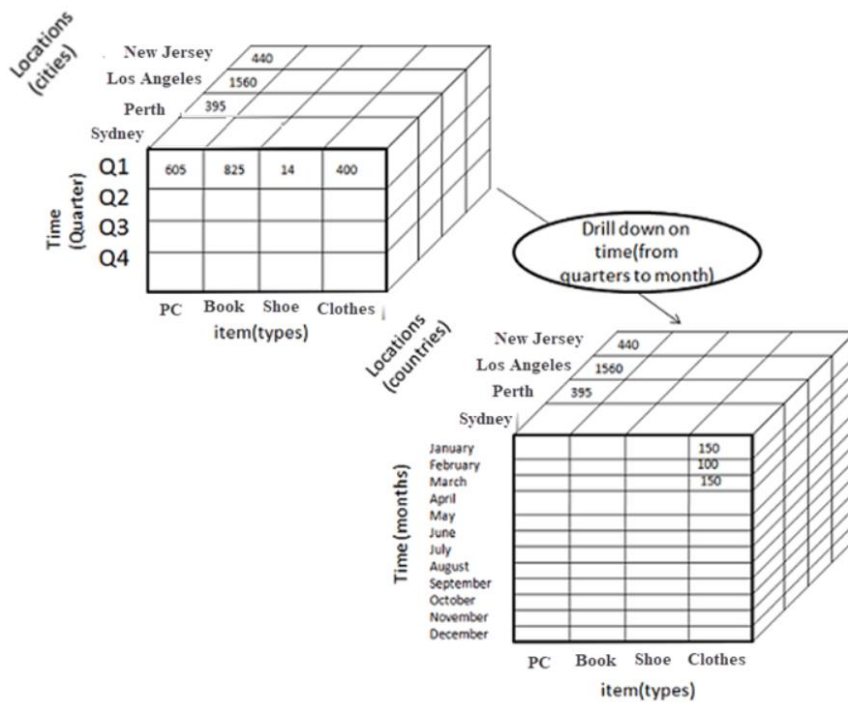 Locations
(cities)
New Jersey 440
Los Angeles 1560
Perth 395
Sydney
Time
(Quarter)
Q1 605 825 14 400
Q2
Q3
Q4
PC Book Shoe Clothes
item(types)
Drill down on
time(from
quarters to month)
Locations
(countries)
New Jersey 440
Los Angeles 1560
Perth 395
Sydney
Time (months)
January 150
February 100
March 150
April
May
June
July
August
September
October
November
December
PC Book Shoe Clothes
item(types)